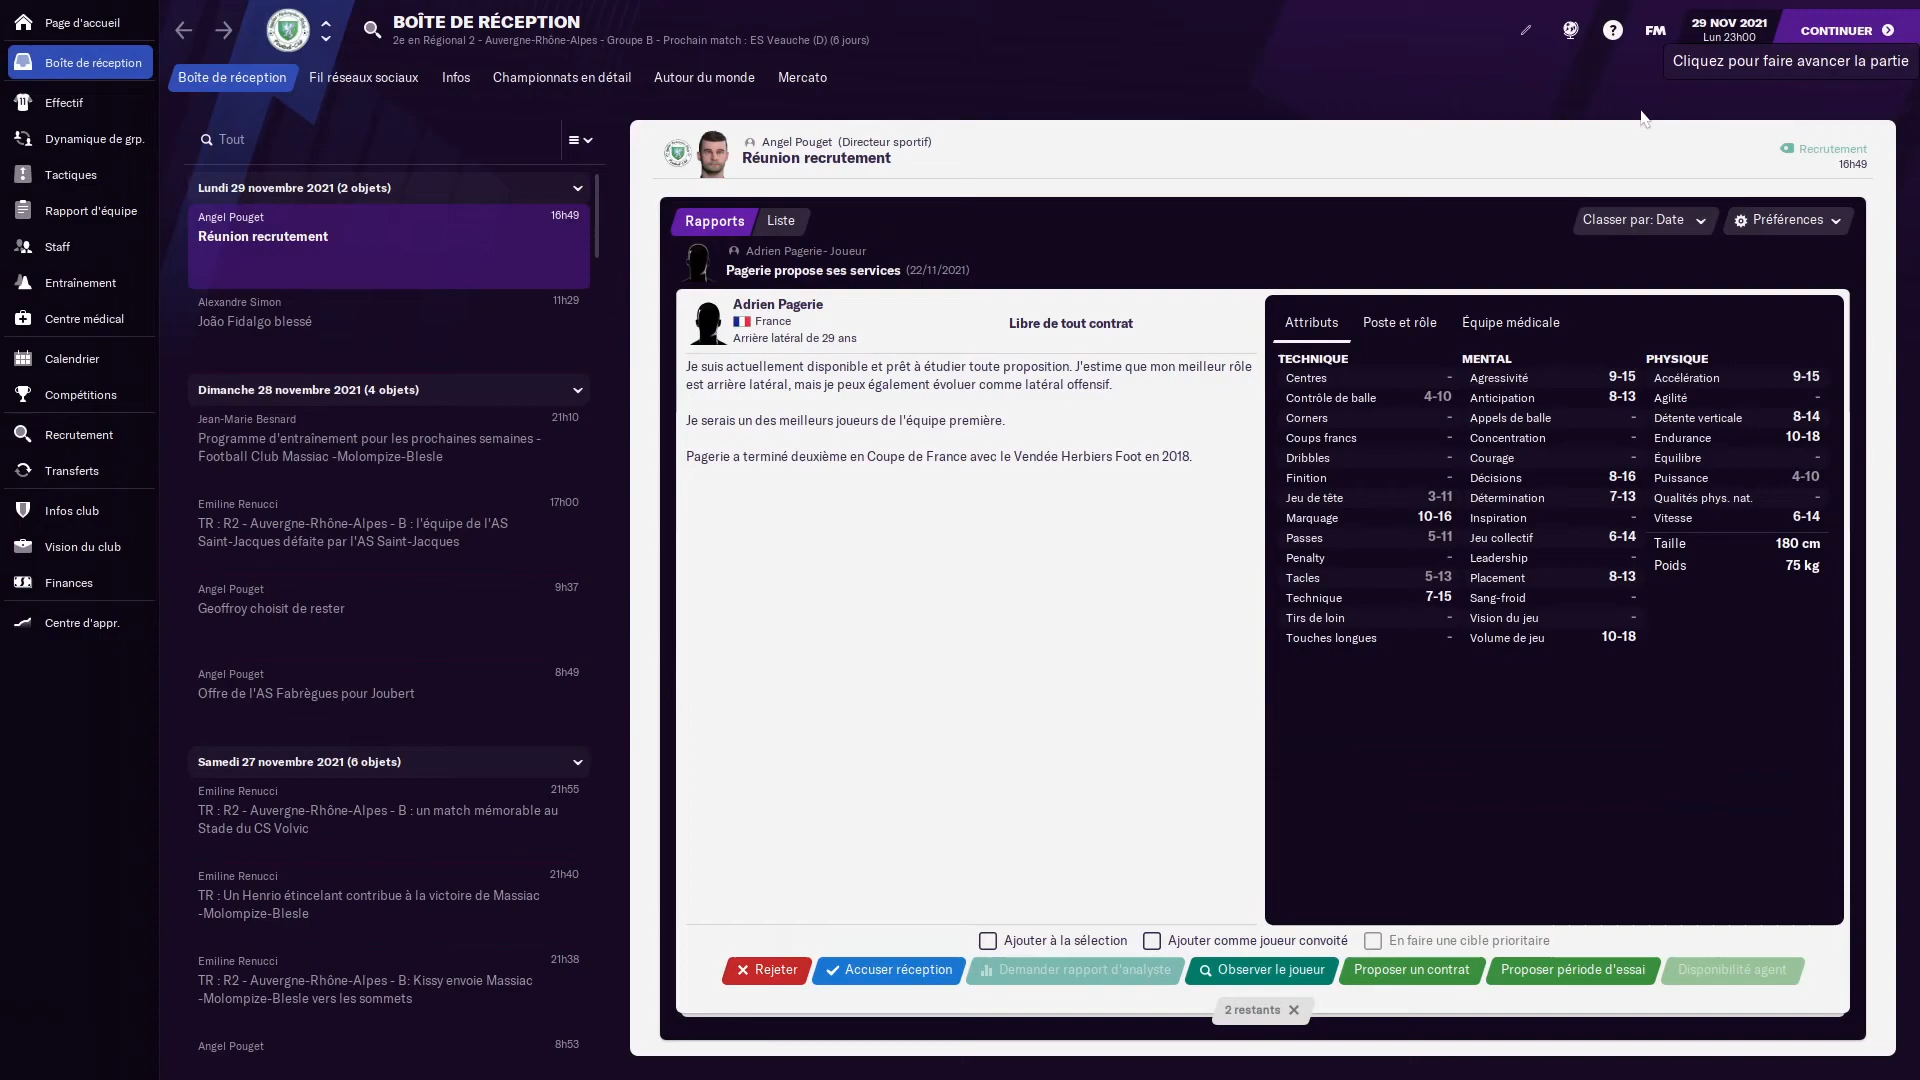 Page d'accueil
Boîte de réception
Effectif
Dynamique de grp.
Tactiques
Rapport d'équipe
Staff
Entraînement
Centre médical
Calendrier
Compétitions
Recrutement
Transferts
Infos club
Vision du club
Finances
Centre d'appr.
BOÎTE DE RÉCEPTION
2e en Régional 2 - Auvergne-Rhône-Alpes - Groupe B - Prochain match : ES Veauche (D) (6 jours)
FM
29 NOV 2021
Lun 23h00
CONTINUER
Cliquez pour faire avancer la partie
Boîte de réception
Fil réseaux sociaux
Infos
Championnats en détail
Autour du monde
Mercato
Tout
Lundi 29 novembre 2021 (2 objets)
Angel Pouget 16h49
Réunion recrutement
Alexandre Simon 11h29
João Fidalgo blessé
Dimanche 28 novembre 2021 (4 objets)
Jean-Marie Besnard 21h10
Programme d'entraînement pour les prochaines semaines -
Football Club Massiac -Molompize-Blesle
Emiline Renucci 17h00
TR : R2 - Auvergne-Rhône-Alpes - B : l'équipe de l'AS
Saint-Jacques défaite par l'AS Saint-Jacques
Angel Pouget 9h37
Geoffroy choisit de rester
Angel Pouget 8h49
Offre de l'AS Fabrègues pour Joubert
Samedi 27 novembre 2021 (6 objets)
Emiline Renucci 21h55
TR : R2 - Auvergne-Rhône-Alpes - B : un match mémorable au
Stade du CS Volvic
Emiline Renucci 21h40
TR : Un Henrio étincelant contribue à la victoire de Massiac
-Molompize-Blesle
Emiline Renucci 21h38
TR : R2 - Auvergne-Rhône-Alpes - B: Kissy envoie Massiac
-Molompize-Blesle vers les sommets
Angel Pouget 8h53
Angel Pouget (Directeur sportif)
Réunion recrutement
Recrutement
16h49
Rapports
Liste
Classer par: Date
Préférences
Adrien Pagerie- Joueur
Pagerie propose ses services (22/11/2021)
Adrien Pagerie
France
Arrière latéral de 29 ans
Libre de tout contrat
Je suis actuellement disponible et prêt à étudier toute proposition. J'estime que mon meilleur rôle
est arrière latéral, mais je peux également évoluer comme latéral offensif.
Je serais un des meilleurs joueurs de l'équipe première.
Pagerie a terminé deuxième en Coupe de France avec le Vendée Herbiers Foot en 2018.
Attributs
Poste et rôle
Équipe médicale
TECHNIQUE
Centres -
Contrôle de balle 4-10
Corners -
Coups francs -
Dribbles -
Finition -
Jeu de tête 3-11
Marquage 10-16
Passes 5-11
Penalty -
Tacles 5-13
Technique 7-15
Tirs de loin -
Touches longues -
MENTAL
Agressivité 9-15
Anticipation 8-13
Appels de balle -
Concentration -
Courage -
Décisions 8-16
Détermination 7-13
Inspiration -
Jeu collectif 6-14
Leadership -
Placement 8-13
Sang-froid -
Vision du jeu -
Volume de jeu 10-18
PHYSIQUE
Accélération 9-15
Agilité -
Détente verticale 8-14
Endurance 10-18
Équilibre -
Puissance 4-10
Qualités phys. nat. -
Vitesse 6-14
Taille 180 cm
Poids 75 kg
Ajouter à la sélection
Ajouter comme joueur convoité
En faire une cible prioritaire
Rejeter
Accuser réception
Demander rapport d'analyste
Observer le joueur
Proposer un contrat
Proposer période d'essai
Disponibilité agent
2 restants